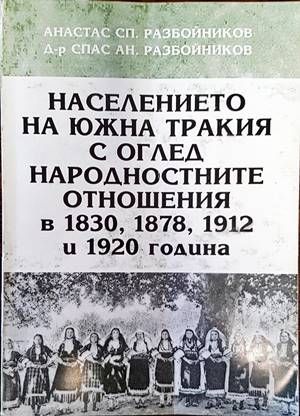 АНАСТАС СП. РАЗБОЙНИКОВ
Д-р СПАС АН. РАЗБОЙНИКОВ
НАСЕЛЕНИЕТО
НА ЮЖНА ТРАКИЯ
С ОГЛЕД
НАРОДНОСТНИТЕ
ОТНОШЕНИЯ
в 1830, 1878, 1912
и 1920 година